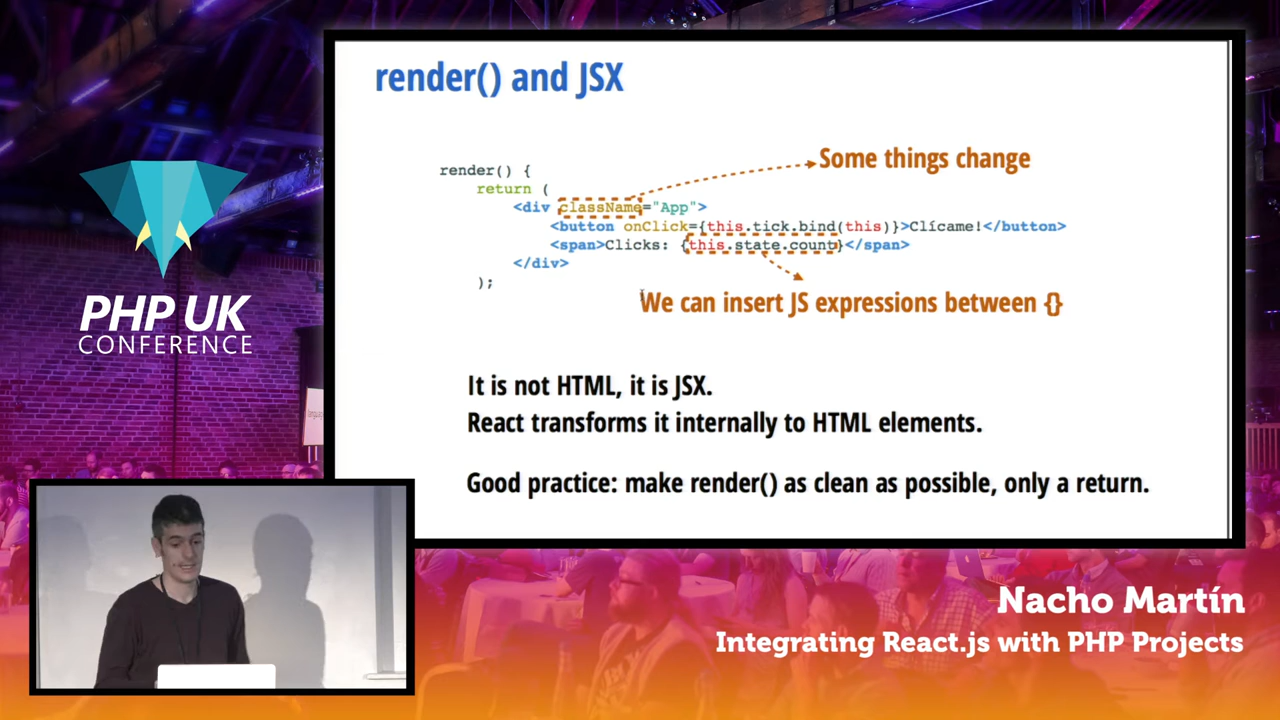 render() and JSX
Some things change
render() {
return (
<div className="App">
<button onClick={this.tick.bind(this)}>Clícame!</button>
<span>Clicks: {this.state.count}</span>
</div>
);
We can insert JS expressions between {}
It is not HTML, it is JSX.
React transforms it internally to HTML elements.
Good practice: make render() as clean as possible, only a return.
PHP UK
CONFERENCE
Nacho Martín
Integrating React.js with PHP Projects